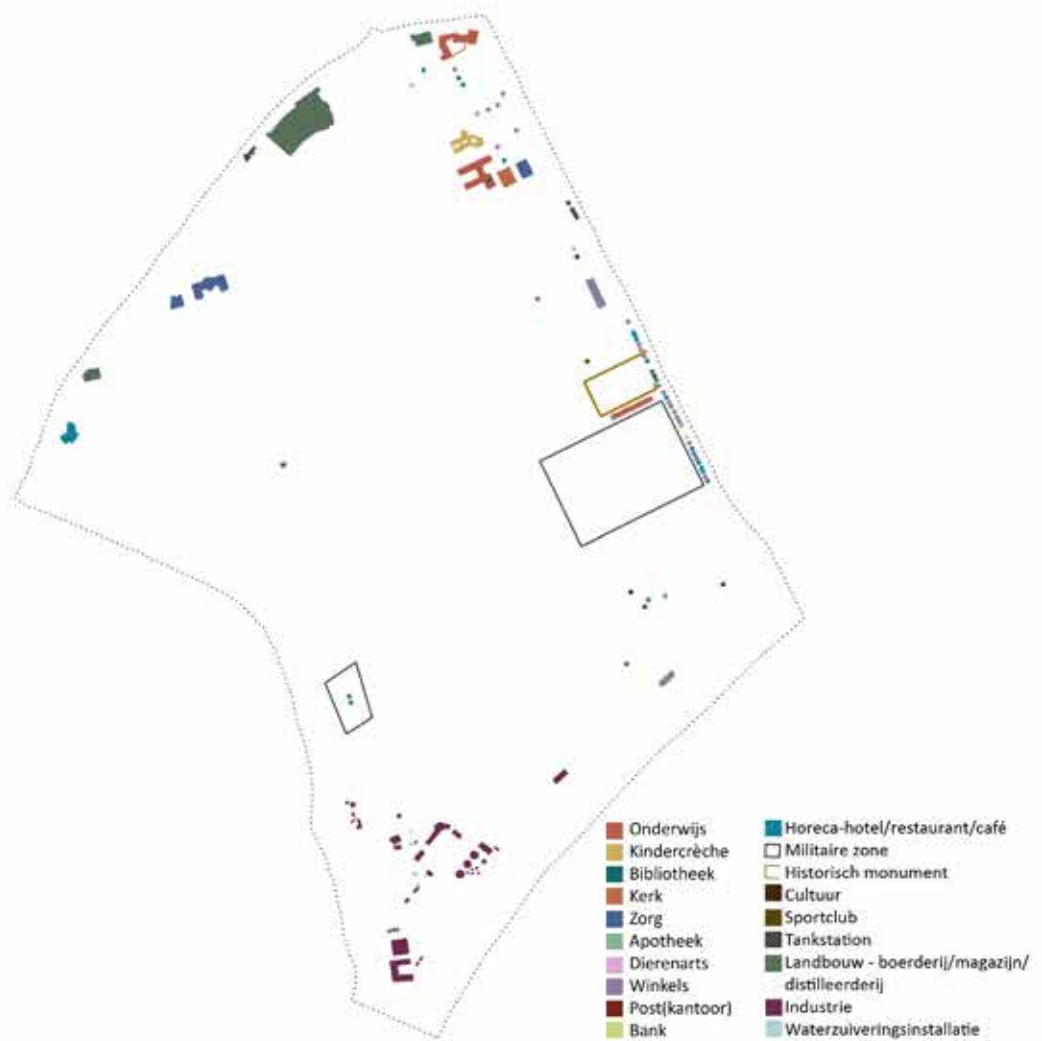 Onderwijs
Kindercrèche
Bibliotheek
Kerk
Zorg
Apotheek
Dierenarts
Winkels
Post(kantoor)
Bank
Horeca-hotel/restaurant/café
Militaire zone
Historisch monument
Cultuur
Sportclub
Tankstation
Landbouw - boerderij/magazijn/
distilleerderij
Industrie
Waterzuiveringsinstallatie